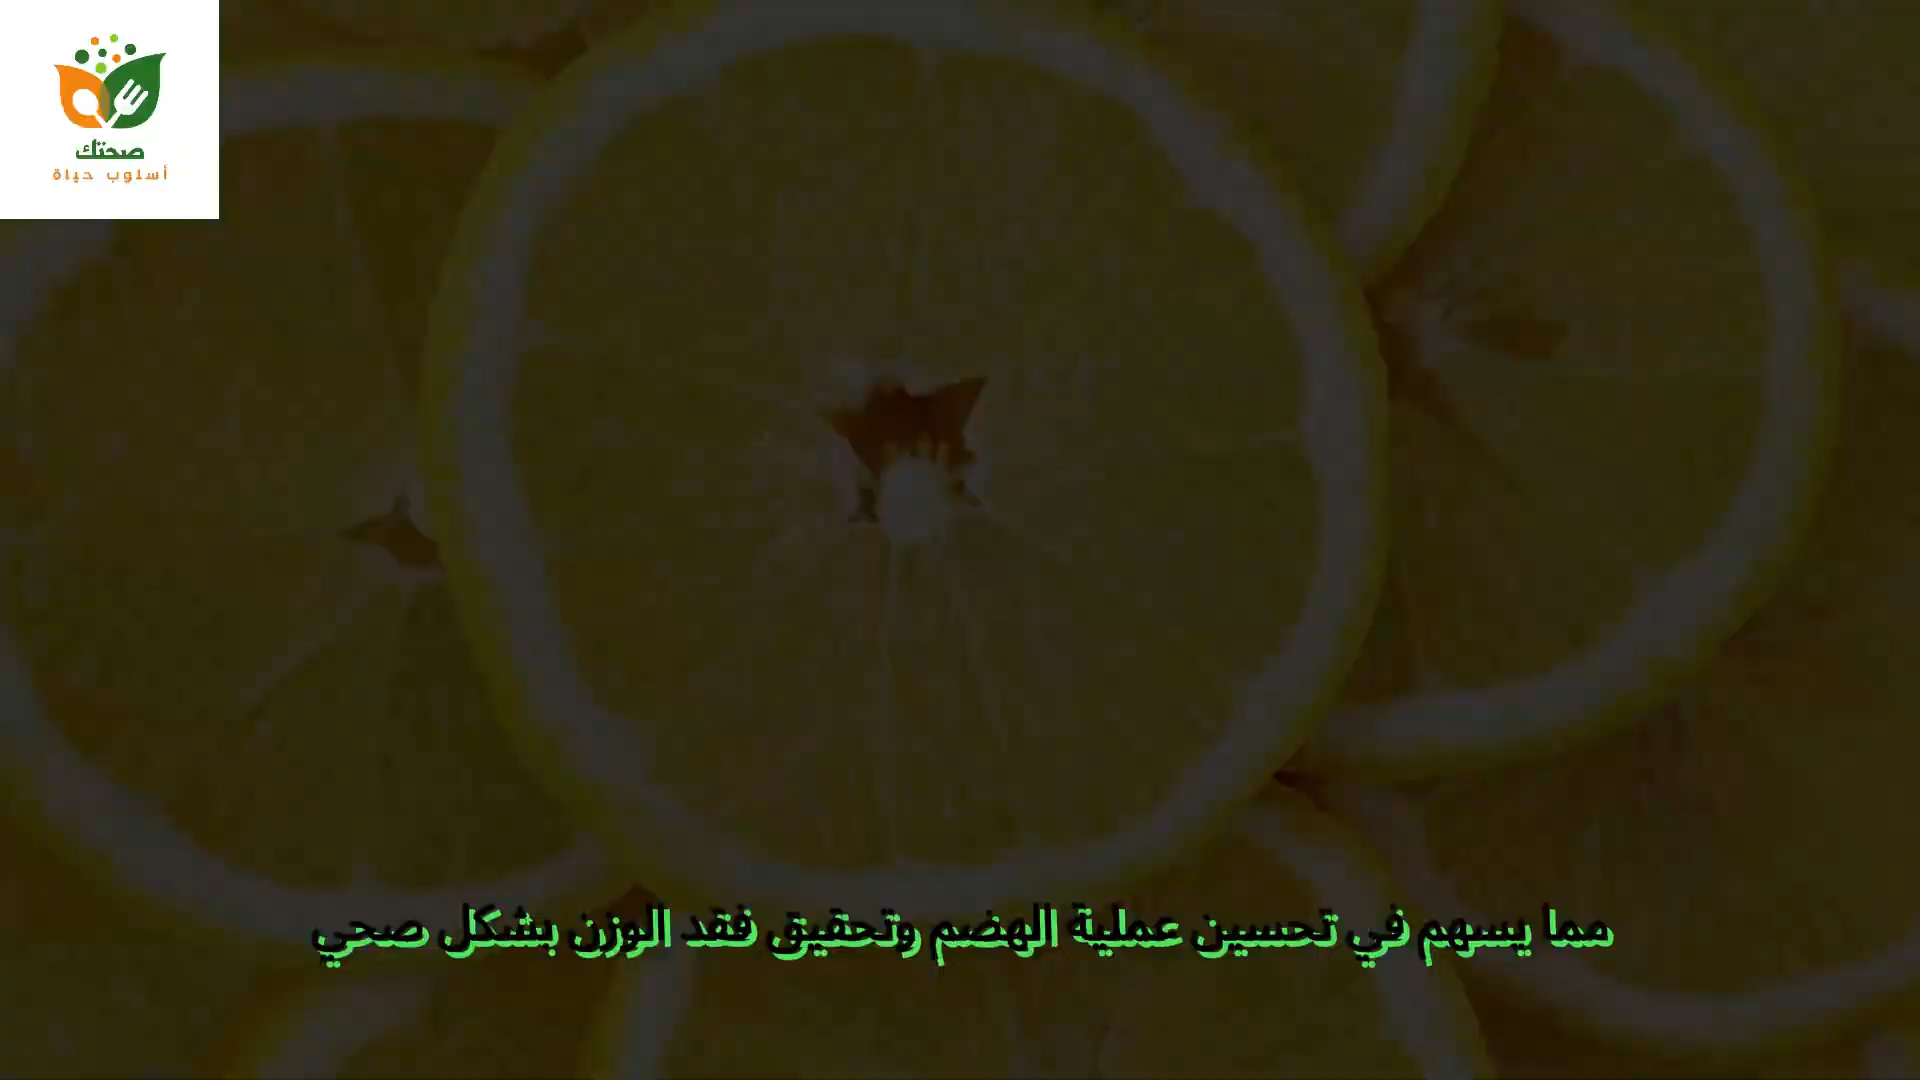 صحتك
أسلوب حياة
مما يسهم في تحسين عملية الهضم وتحقيق فقد الوزن بشكل صحي